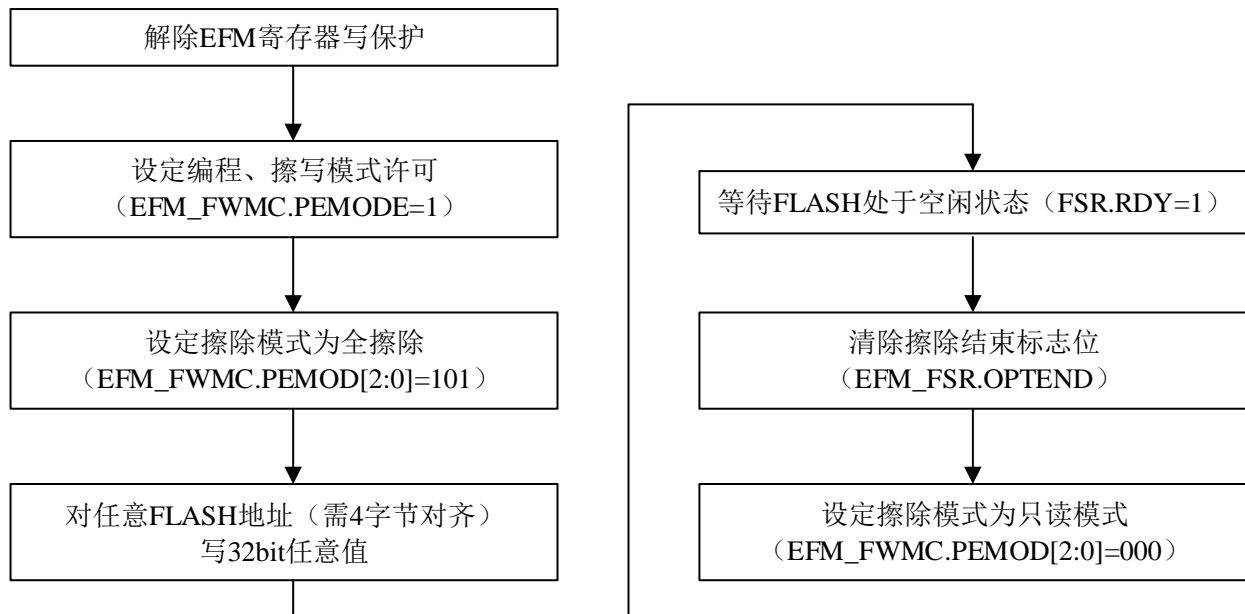 解除EFM寄存器写保护
设定编程、擦写模式许可
（EFM_FWMC.PEMODE=1）
设定擦除模式为全擦除
（EFM_FWMC.PEMOD[2:0]=101）
对任意FLASH地址（需4字节对齐）
写32bit任意值
等待FLASH处于空闲状态（FSR.RDY=1）
清除擦除结束标志位
（EFM_FSR.OPTEND）
设定擦除模式为只读模式
（EFM_FWMC.PEMOD[2:0]=000）